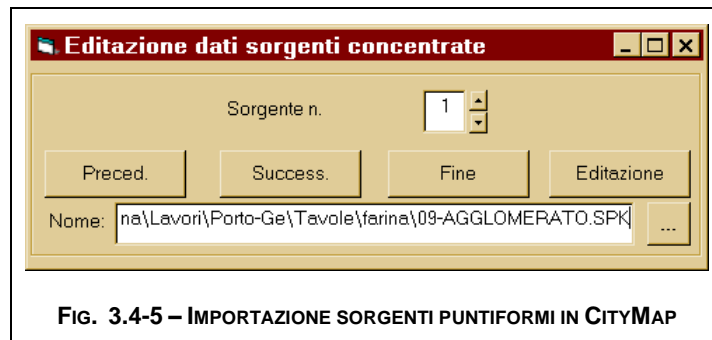 Editazione dati sorgenti concentrate
Sorgente n. 1
Preced. Success. Fine Editazione
Nome: na\Lavori\Porto-Ge\Tavole\farina\09-AGGLOMERATO.SPK ...
FIG. 3.4-5 – IMPORTAZIONE SORGENTI PUNTIFORMI IN CITYMAP